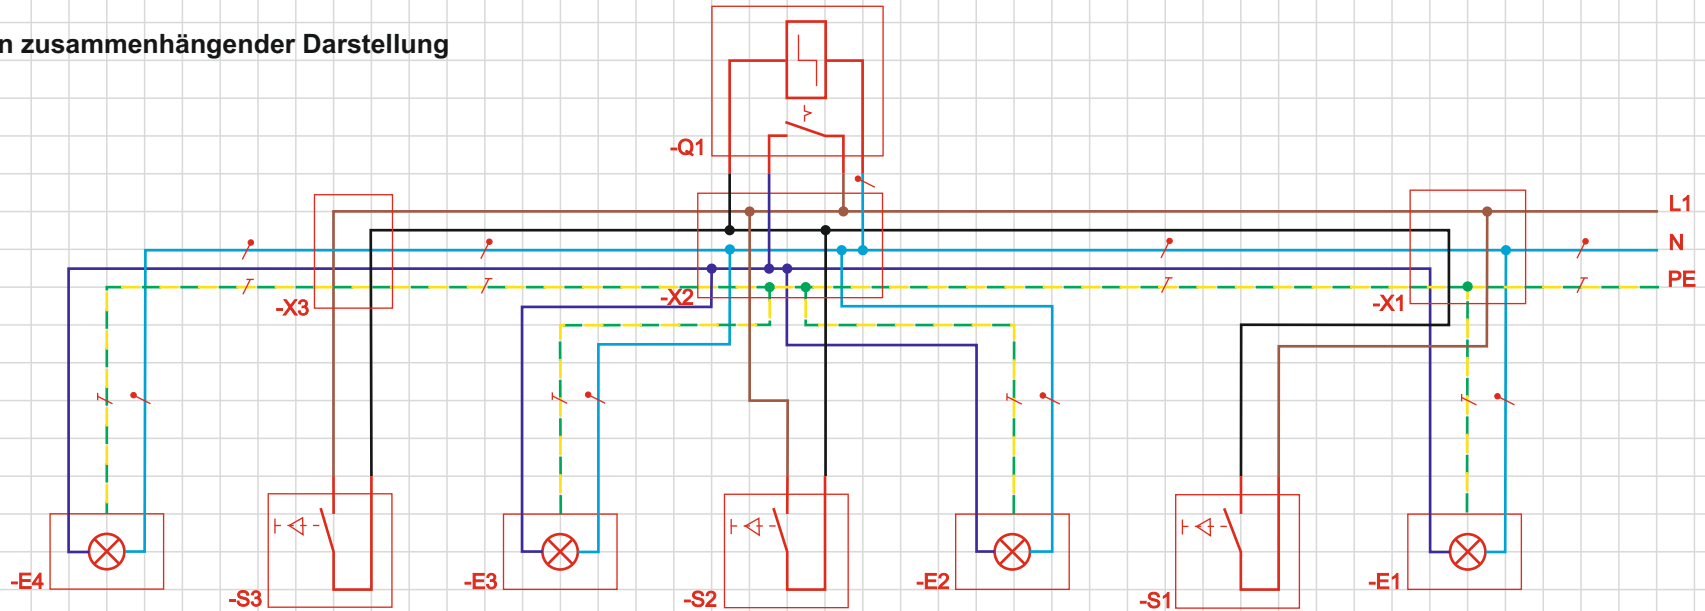 n zusammenhängender Darstellung
-Q1
L1
N
PE
-X3
-X2
-X1
-E4
-S3
-E3
-S2
-E2
-S1
-E1